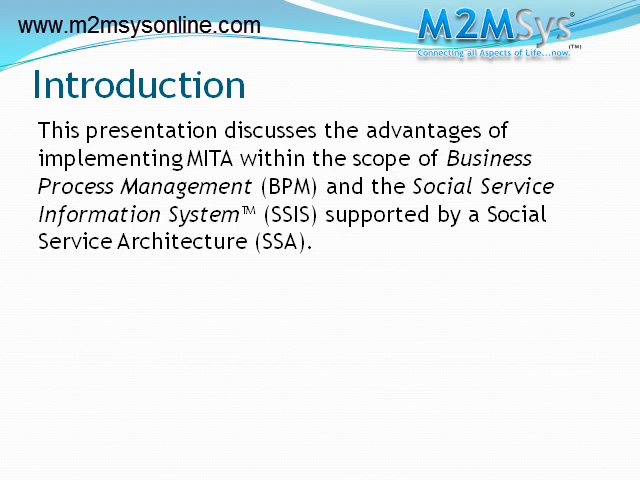 www.m2msysonline.com
M2MSys®
Connecting all Aspects of Life...now.
(TM)
Introduction
This presentation discusses the advantages of
implementing MITA within the scope of Business
Process Management (BPM) and the Social Service
Information System™ (SSIS) supported by a Social
Service Architecture (SSA).